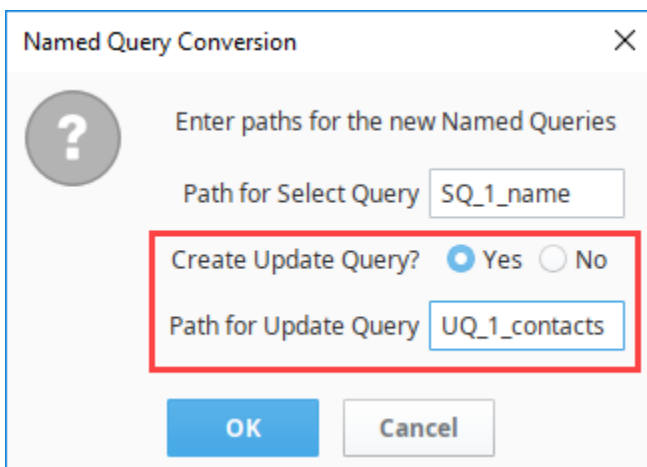 Named Query Conversion
?
Enter paths for the new Named Queries
Path for Select Query SQ_1_name
Create Update Query? Yes No
Path for Update Query UQ_1_contacts
OK Cancel